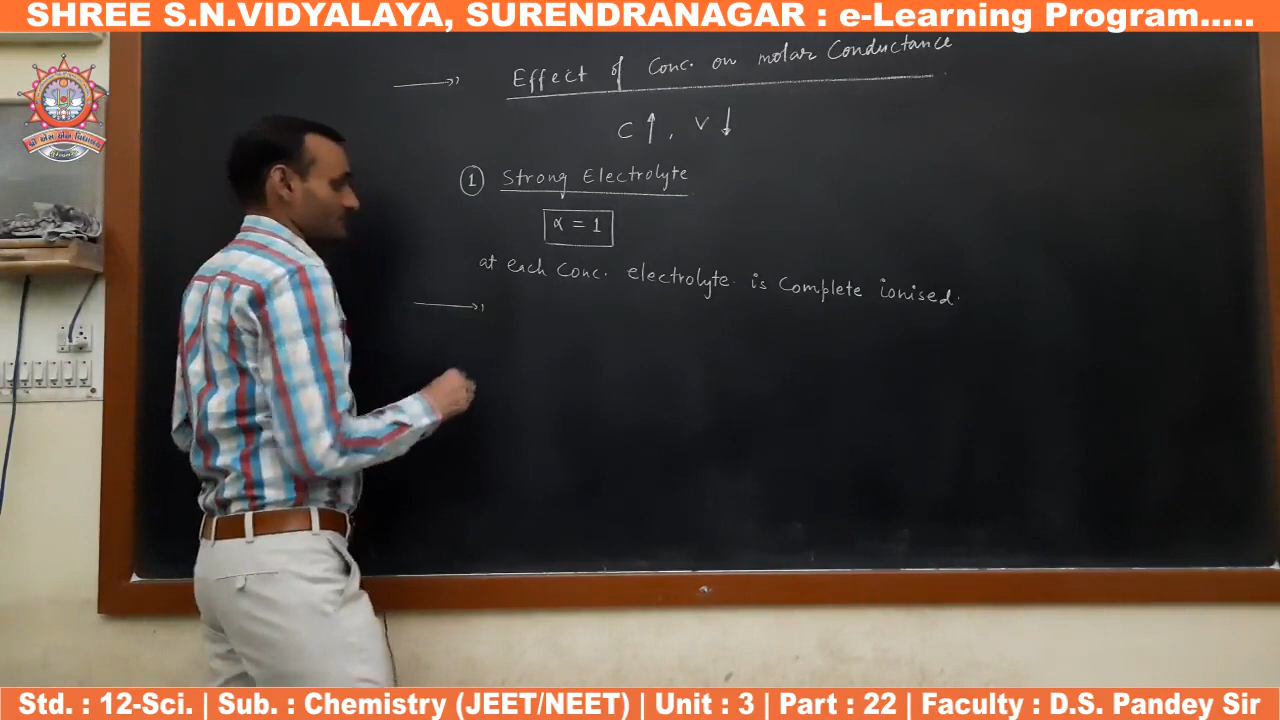 SHREE S.N.VIDYALAYA, SURENDRANAGAR : e-Learning Program.....
Effect of Conc. on molar Conductance
C ↑, V ↓
① Strong Electrolyte
α = 1
at each Conc. electrolyte is Complete ionised.
Std. : 12-Sci. | Sub. : Chemistry (JEET/NEET) | Unit : 3 | Part : 22 | Faculty : D.S. Pandey Sir